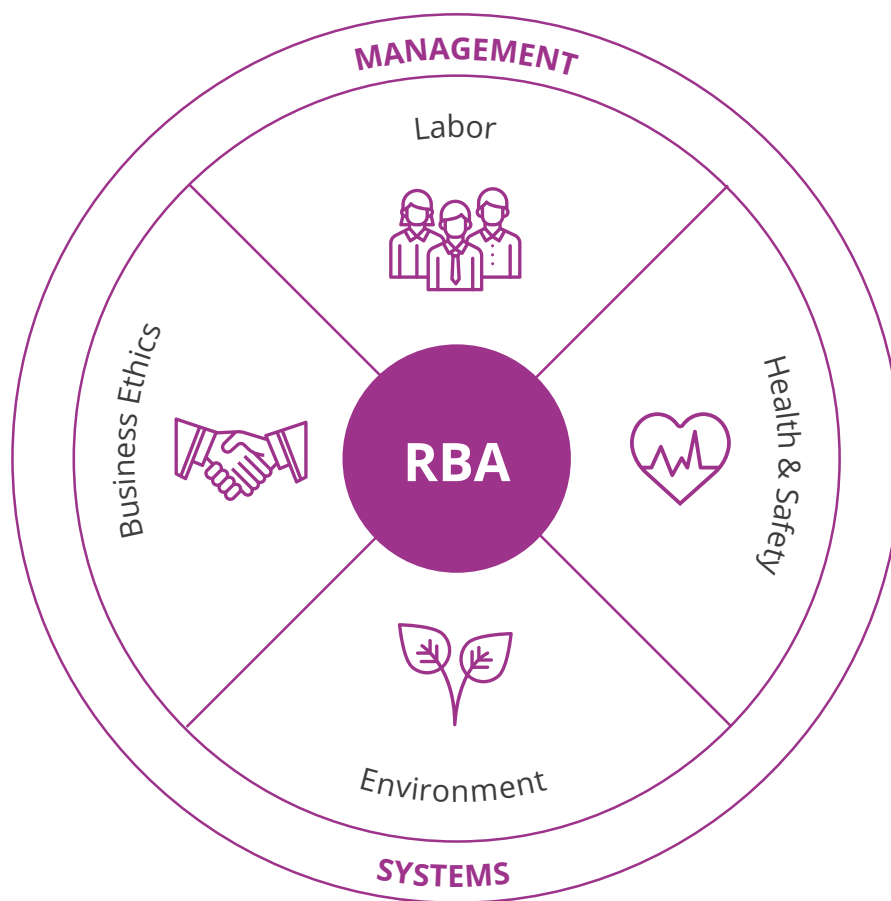 MANAGEMENT
Labor
Business Ethics
RBA
Health & Safety
Environment
SYSTEMS